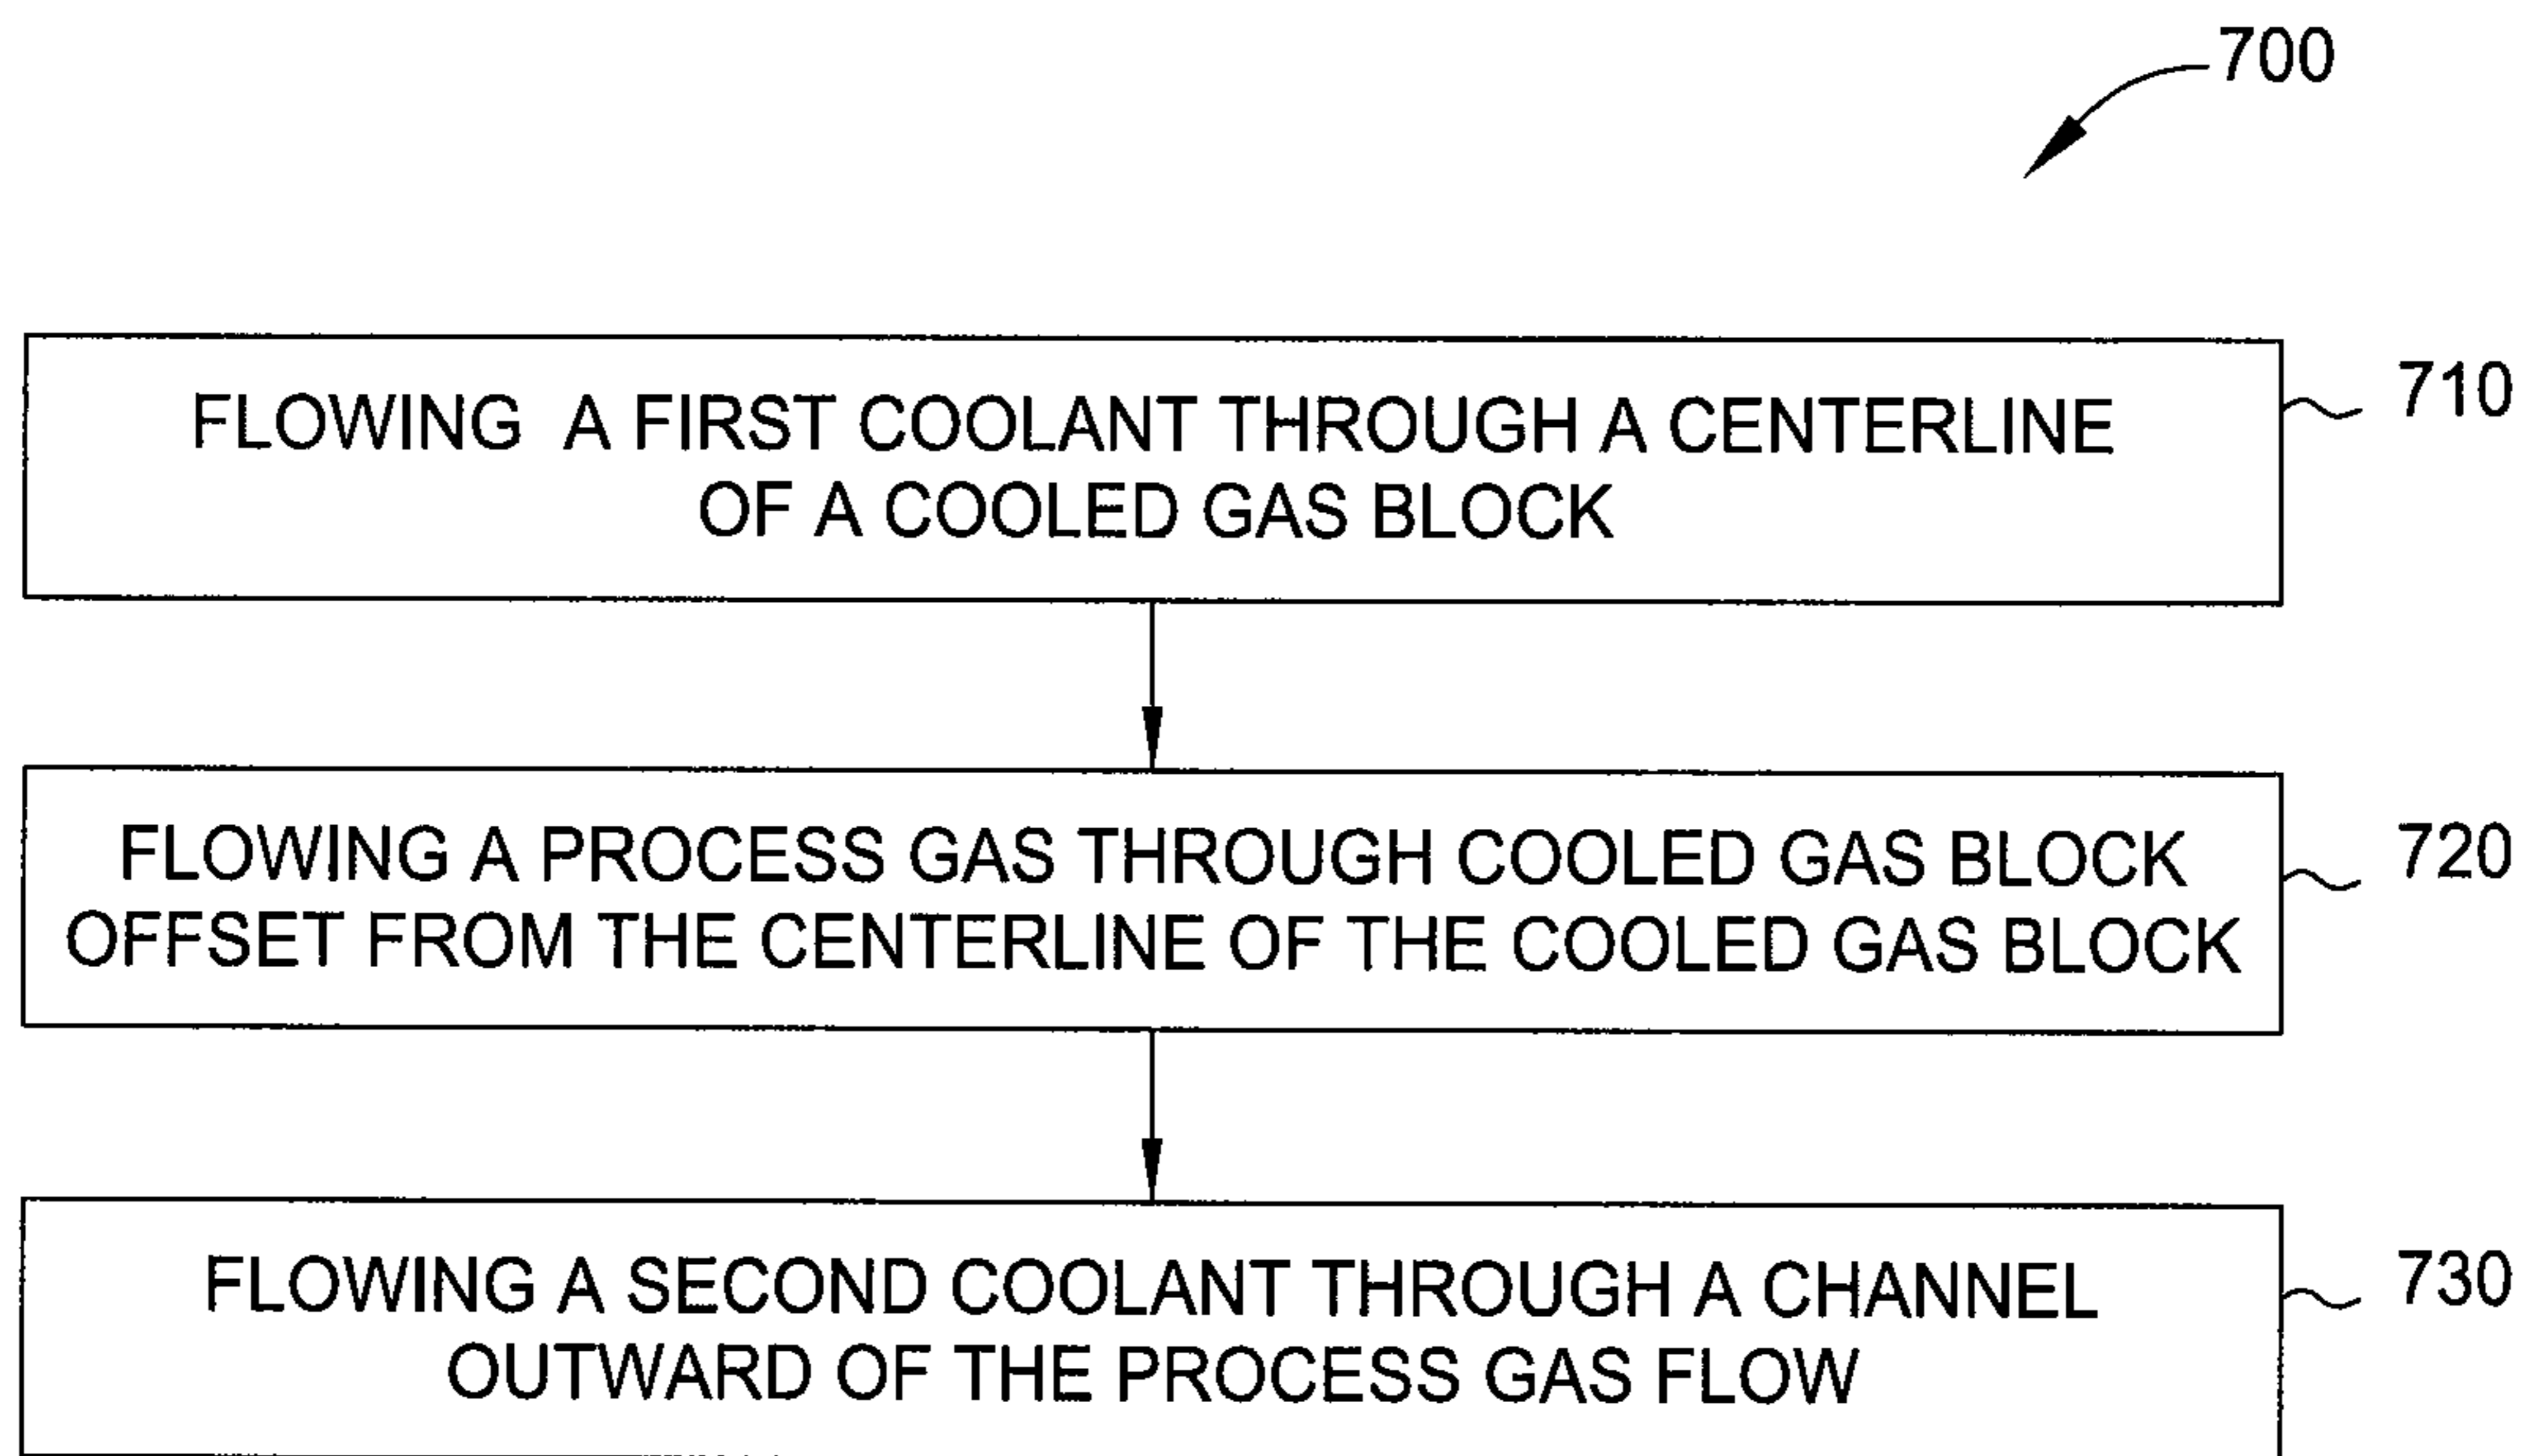 700
FLOWING A FIRST COOLANT THROUGH A CENTERLINE
OF A COOLED GAS BLOCK
710
FLOWING A PROCESS GAS THROUGH COOLED GAS BLOCK
OFFSET FROM THE CENTERLINE OF THE COOLED GAS BLOCK
720
FLOWING A SECOND COOLANT THROUGH A CHANNEL
OUTWARD OF THE PROCESS GAS FLOW
730